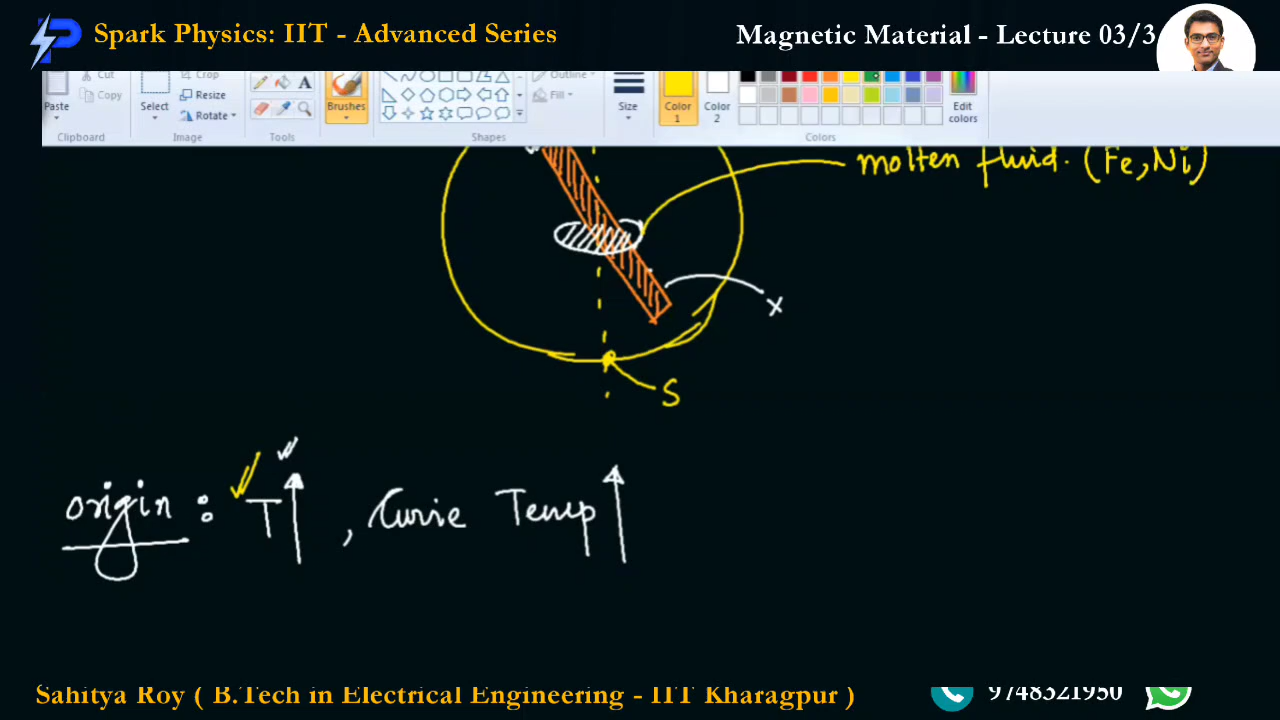 Spark Physics: IIT - Advanced Series
Magnetic Material - Lecture 03/3
Cut
Crop
Outline
Paste
Copy
Select
Resize
Rotate
Brushes
Fill
Size
Color 1
Color 2
Edit colors
Clipboard
Image
Tools
Shapes
Colors
molten fluid. (Fe, Ni)
x
S
origin : T↑ , Curie Temp ↑
Sahitya Roy ( B.Tech in Electrical Engineering - IIT Kharagpur )
9748321950